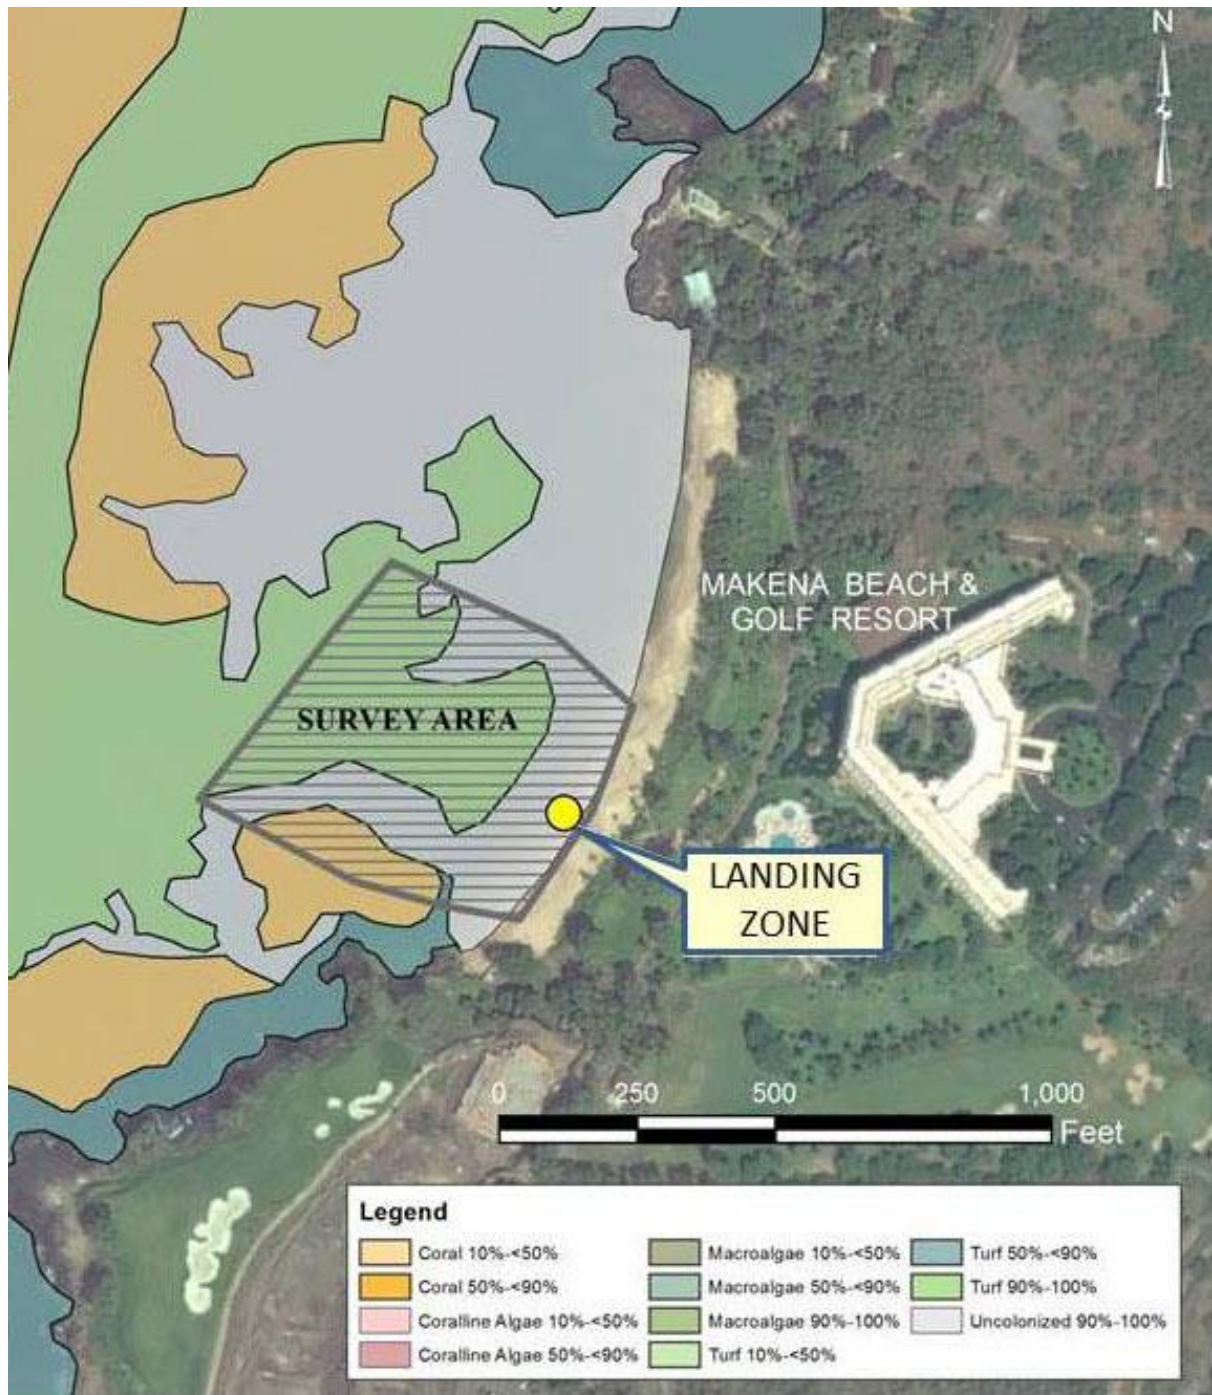 N
MAKENA BEACH &
GOLF RESORT
SURVEY AREA
LANDING
ZONE
0 250 500 1,000
Feet
Legend
Coral 10%-<50%
Coral 50%-<90%
Coralline Algae 10%-<50%
Coralline Algae 50%-<90%
Macroalgae 10%-<50%
Macroalgae 50%-<90%
Macroalgae 90%-100%
Turf 10%-<50%
Turf 50%-<90%
Turf 90%-100%
Uncolonized 90%-100%